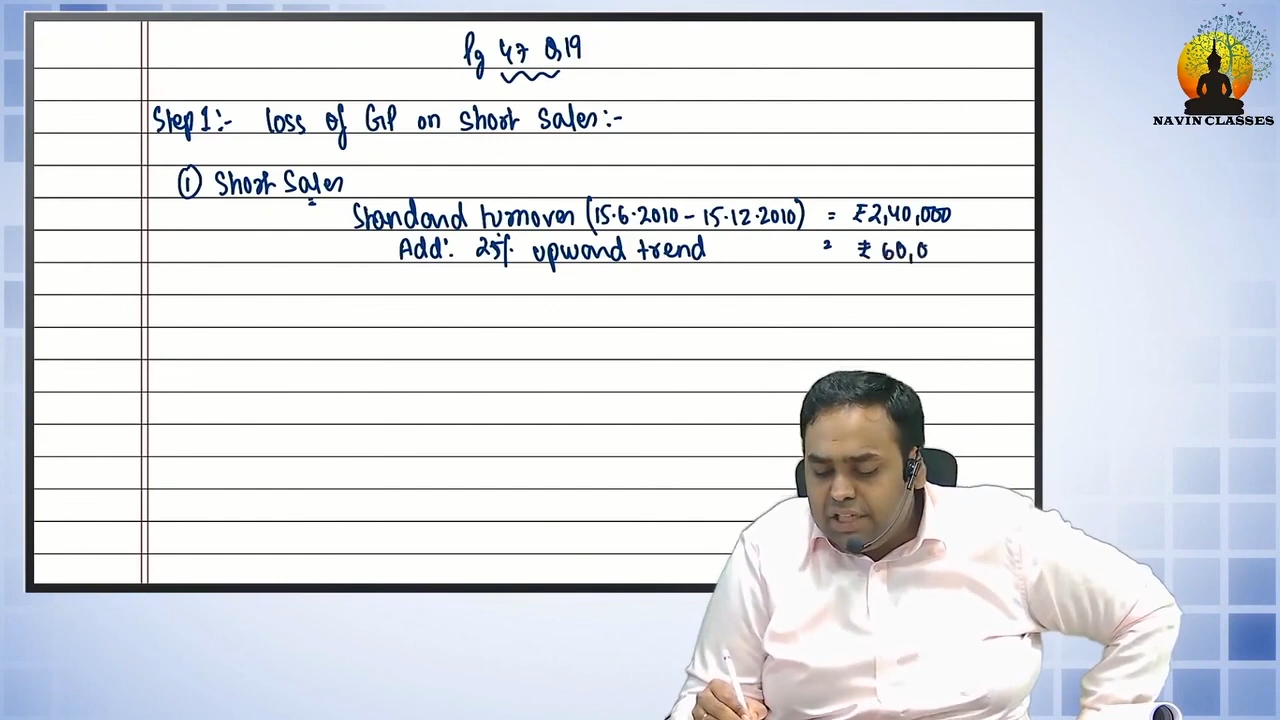 Pg 47 Q.19
Step 1:- Loss of GP on Short Sales:-
① Short Sales
Standard turnover (15.6.2010 - 15.12.2010) = ₹2,40,000
Add: 25% upward trend = ₹ 60,0
NAVIN CLASSES